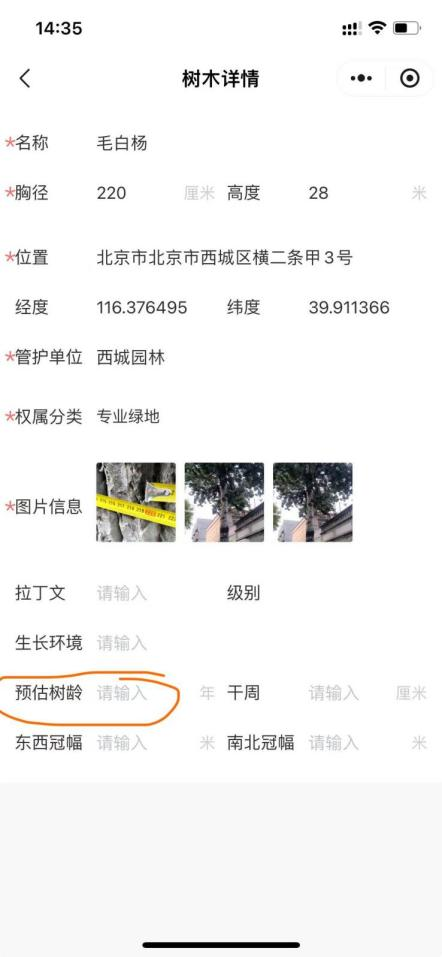 14:35
树木详情
*名称 毛白杨
*胸径 220 厘米 高度 28 米
*位置 北京市北京市西城区横二条甲3号
经度 116.376495 纬度 39.911366
*管护单位 西城园林
*权属分类 专业绿地
*图片信息
拉丁文 请输入 级别
生长环境 请输入
预估树龄 请输入 年 干周 请输入 厘米
东西冠幅 请输入 米 南北冠幅 请输入 米